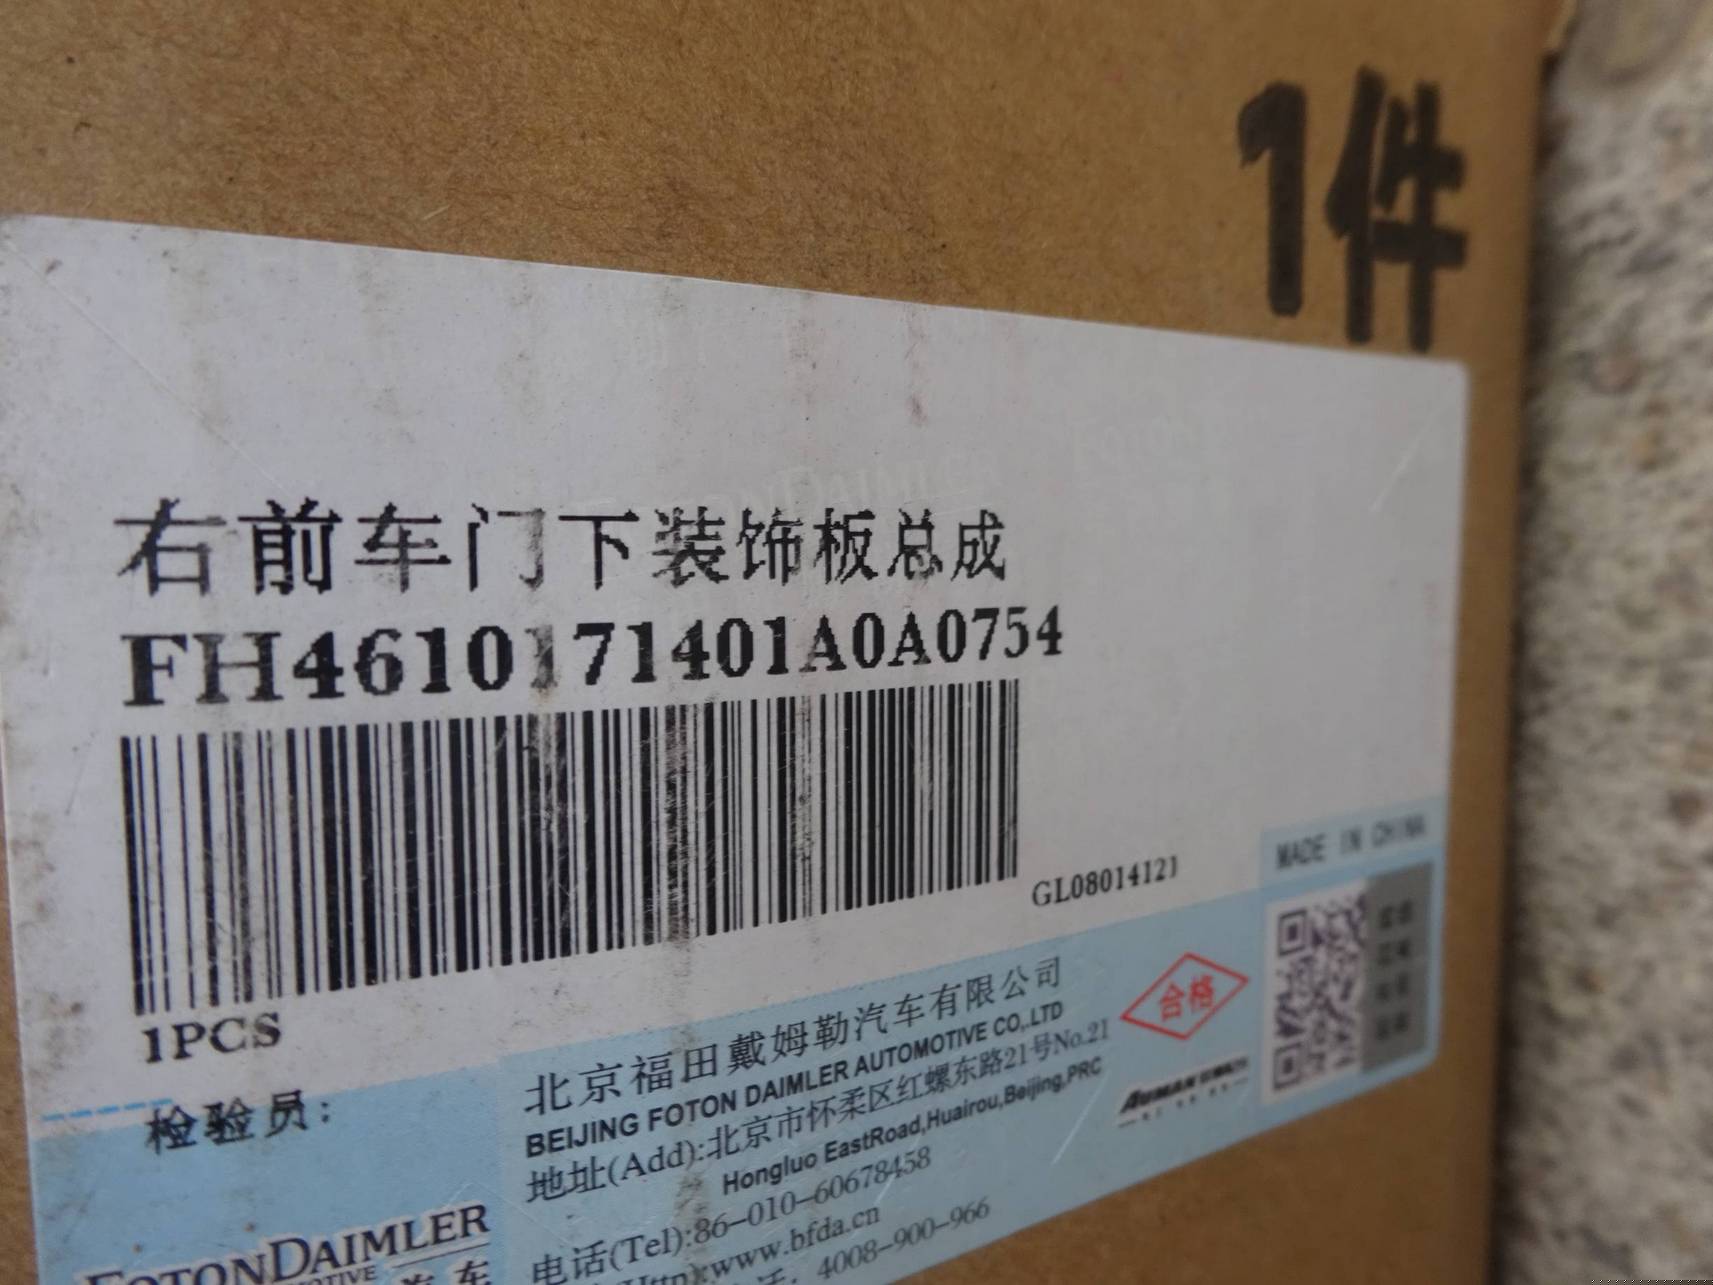 1件
右前车门下装饰板总成
FH4610171401A0A0754
GL08014121
1PCS
检验员:
MADE IN CHINA
合格
AUMAN
北京福田戴姆勒汽车有限公司
BEIJING FOTON DAIMLER AUTOMOTIVE CO,.LTD
地址(Add):北京市怀柔区红螺东路21号No.21
Hongluo EastRoad,Huairou,Beijing,PRC
电话(Tel):86-010-60678458
www.bfda.cn
4008-900-966
FOTON DAIMLER